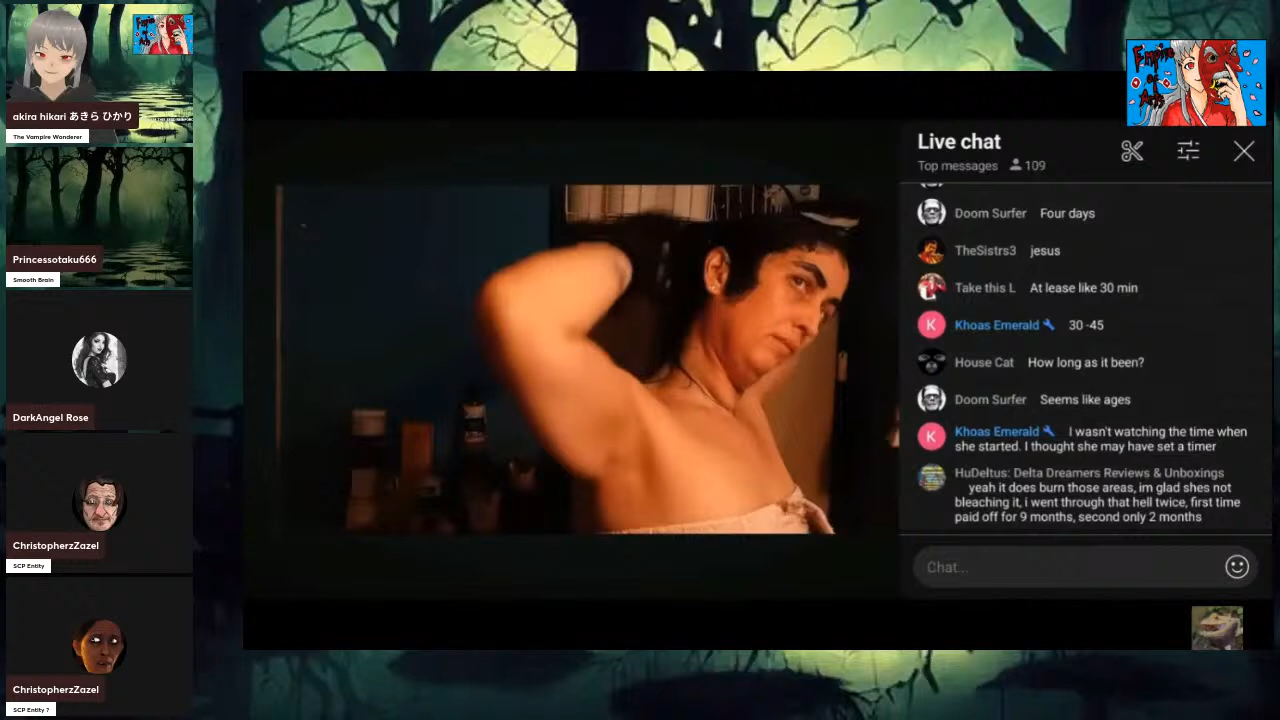 akira hikari あきら ひかり
The Vampire Wonderer
Princessotaku666
Smooth Brain
DarkAngel Rose
ChristopherzZazel
SCP Entity
ChristopherzZazel
SCP Entity ?
Empire
of
Arts
Live chat
Top messages 109
Doom Surfer Four days
TheSistrs3 jesus
Take this L At lease like 30 min
K Khoas Emerald 30 -45
House Cat How long as it been?
Doom Surfer Seems like ages
K Khoas Emerald I wasn't watching the time when
she started. I thought she may have set a timer
HuDeltus: Delta Dreamers Reviews & Unboxings
yeah it does burn those areas, im glad shes not
bleaching it, i went through that hell twice, first time
paid off for 9 months, second only 2 months
Chat...